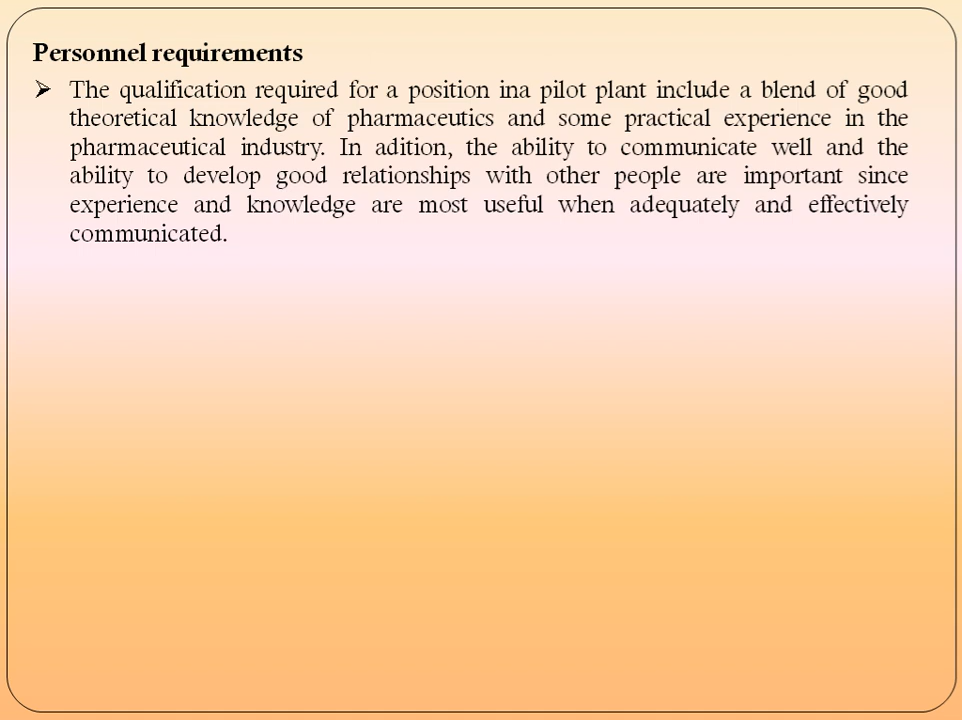 Personnel requirements
➢ The qualification required for a position ina pilot plant include a blend of good
theoretical knowledge of pharmaceutics and some practical experience in the
pharmaceutical industry. In adition, the ability to communicate well and the
ability to develop good relationships with other people are important since
experience and knowledge are most useful when adequately and effectively
communicated.